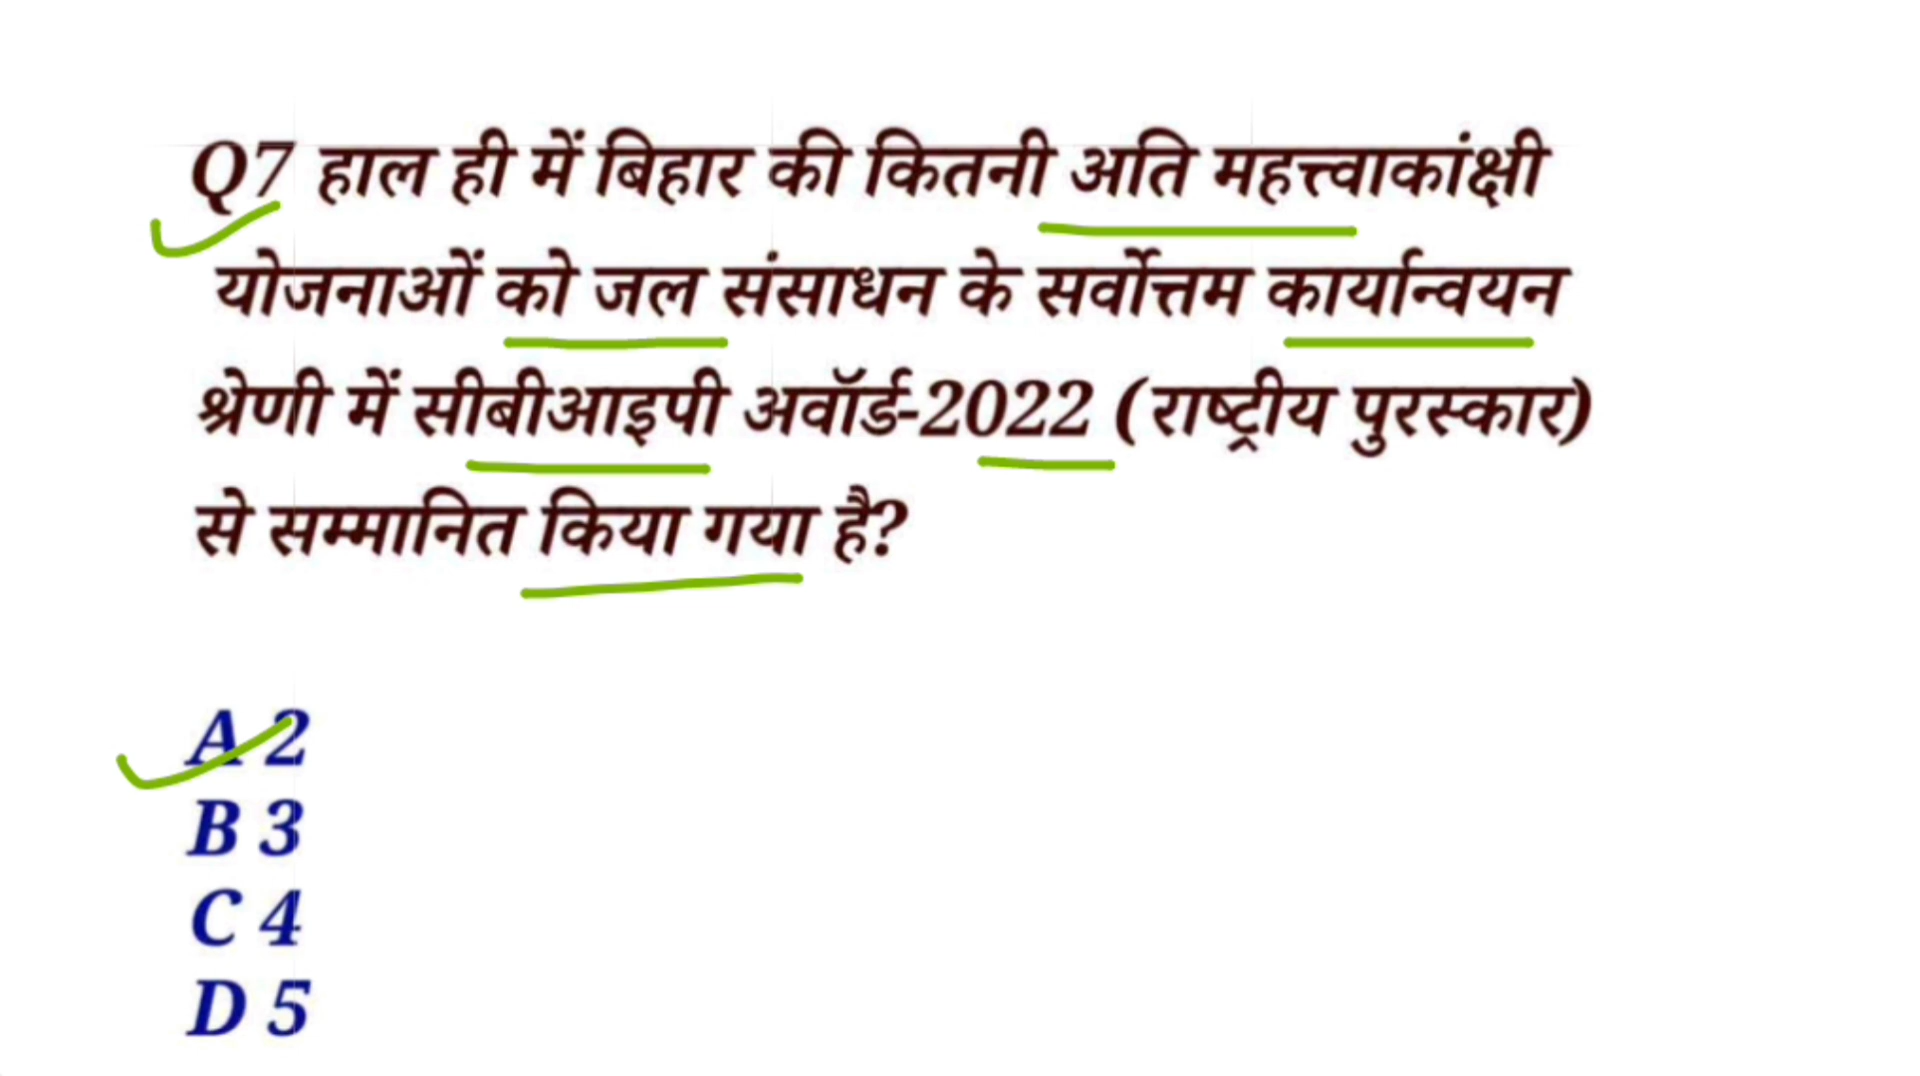 Q7 हाल ही में बिहार की कितनी अति महत्त्वाकांक्षी
योजनाओं को जल संसाधन के सर्वोत्तम कार्यान्वयन
श्रेणी में सीबीआइपी अवॉर्ड-2022 (राष्ट्रीय पुरस्कार)
से सम्मानित किया गया है?
A 2
B 3
C 4
D 5